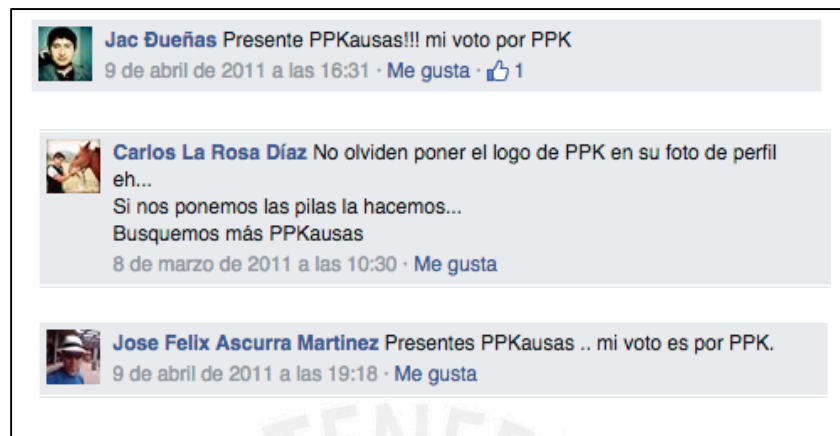 Jac Đueñas Presente PPKausas!!! mi voto por PPK
9 de abril de 2011 a las 16:31 · Me gusta · 1
Carlos La Rosa Díaz No olviden poner el logo de PPK en su foto de perfil
eh...
Si nos ponemos las pilas la hacemos...
Busquemos más PPKausas
8 de marzo de 2011 a las 10:30 · Me gusta
Jose Felix Ascurra Martinez Presentes PPKausas .. mi voto es por PPK.
9 de abril de 2011 a las 19:18 · Me gusta